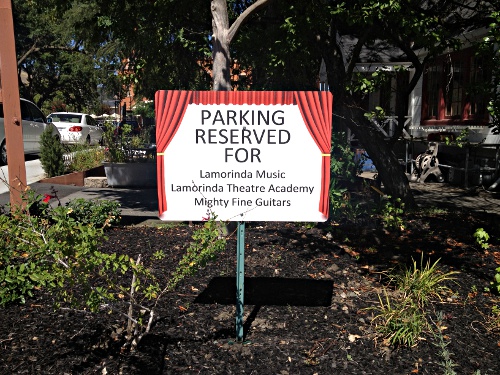 PARKING
RESERVED
FOR
Lamorinda Music
Lamorinda Theatre Academy
Mighty Fine Guitars